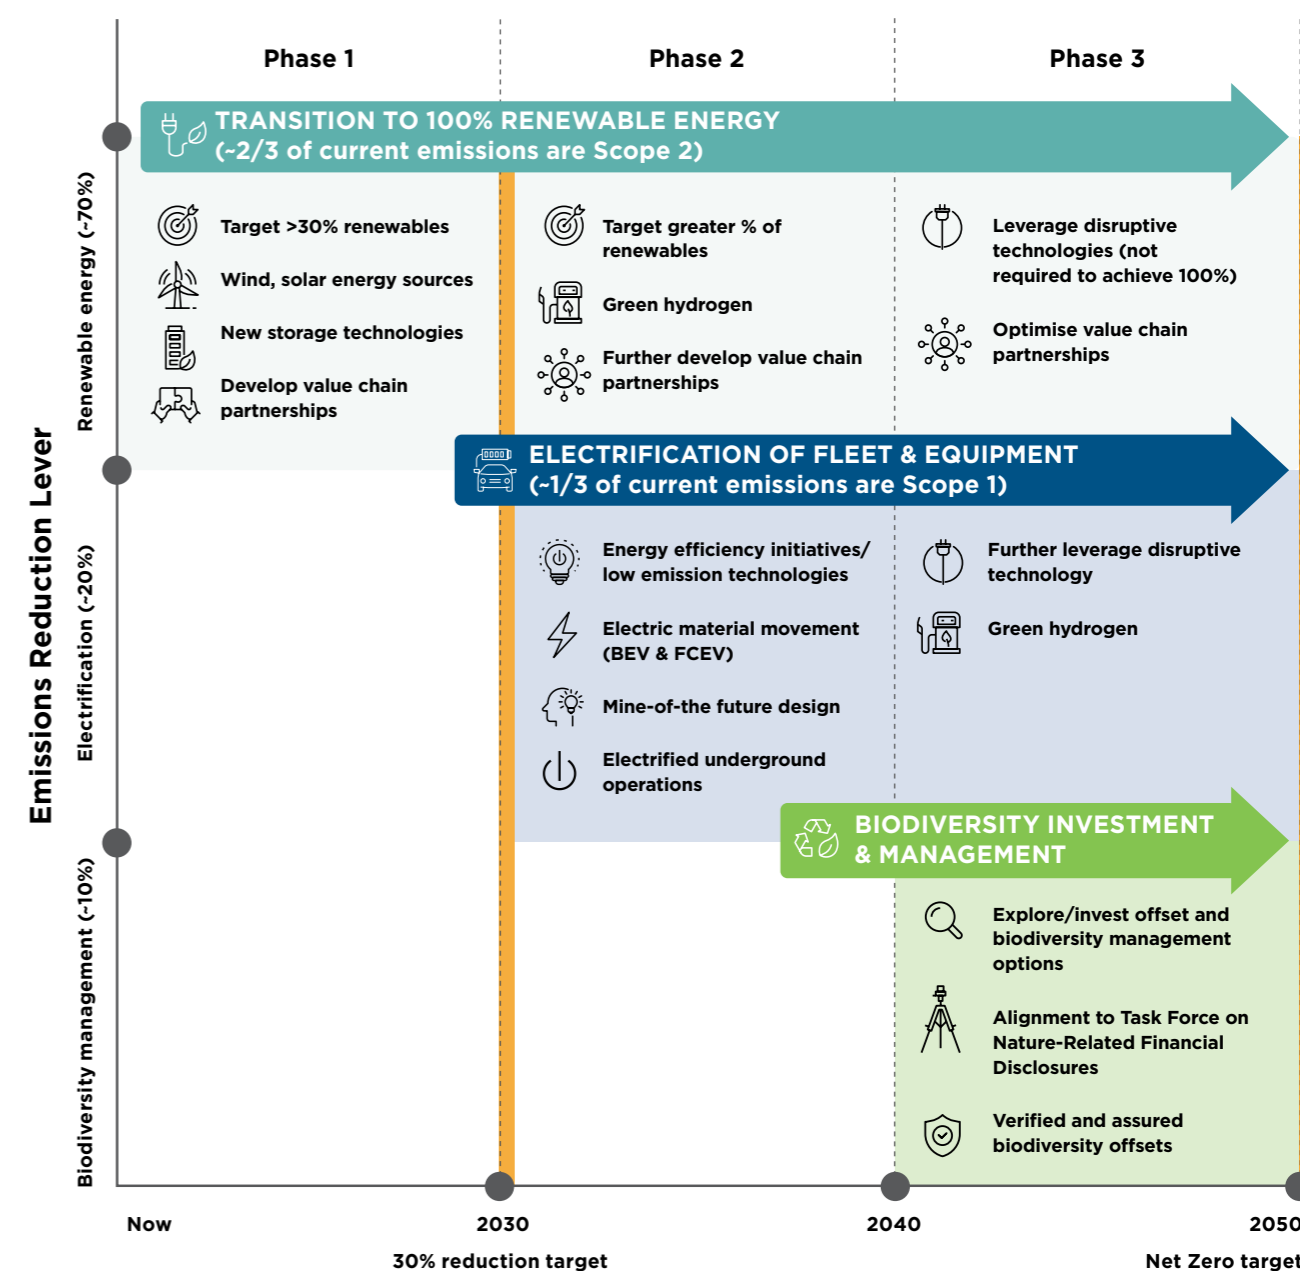 Phase 1
Phase 2
Phase 3
TRANSITION TO 100% RENEWABLE ENERGY
(~2/3 of current emissions are Scope 2)
Emissions Reduction Lever
Renewable energy (~70%)
Target >30% renewables
Wind, solar energy sources
New storage technologies
Develop value chain
partnerships
Target greater % of
renewables
Green hydrogen
Further develop value chain
partnerships
Leverage disruptive
technologies (not
required to achieve 100%)
Optimise value chain
partnerships
ELECTRIFICATION OF FLEET & EQUIPMENT
(~1/3 of current emissions are Scope 1)
Electrification (~20%)
Energy efficiency initiatives/
low emission technologies
Electric material movement
(BEV & FCEV)
Mine-of-the future design
Electrified underground
operations
Further leverage disruptive
technology
Green hydrogen
BIODIVERSITY INVESTMENT
& MANAGEMENT
Biodiversity management (~10%)
Explore/invest offset and
biodiversity management
options
Alignment to Task Force on
Nature-Related Financial
Disclosures
Verified and assured
biodiversity offsets
Now
2030
2040
2050
30% reduction target
Net Zero target